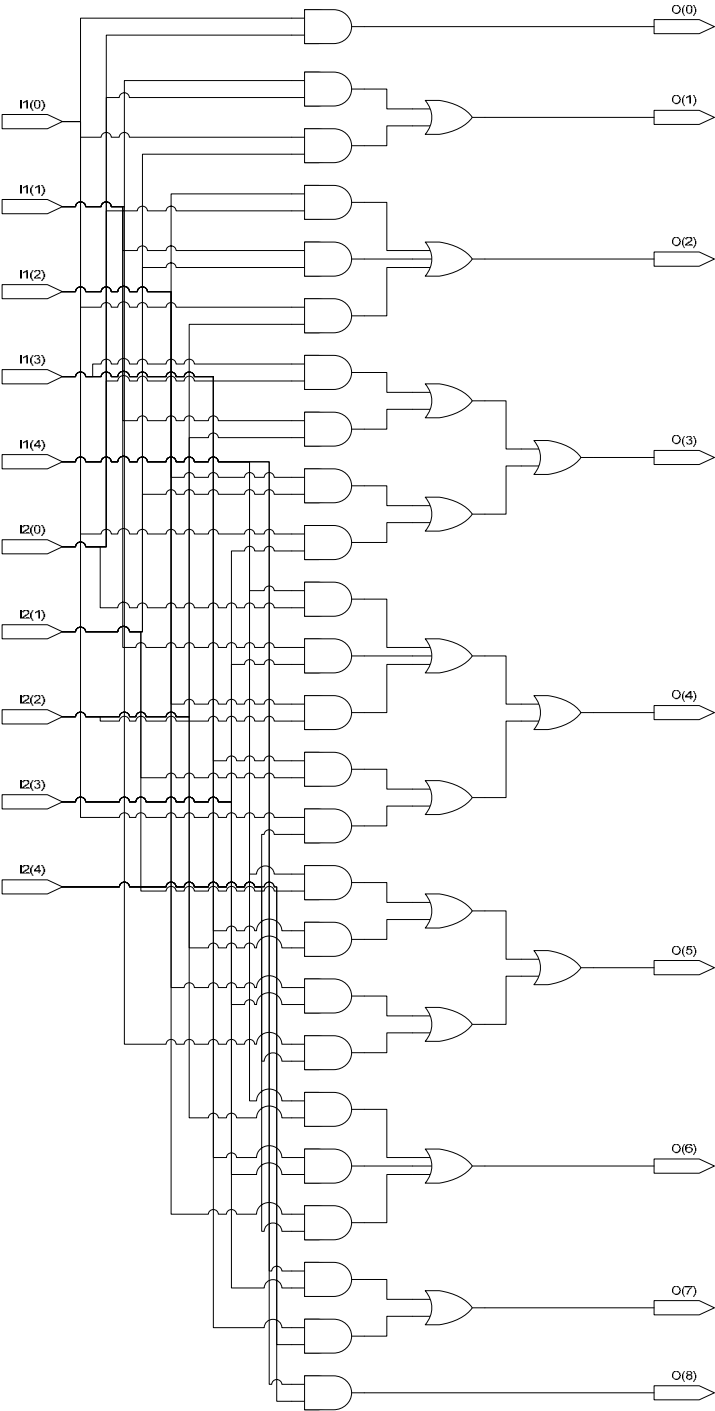 O(0)
I1(0)
O(1)
I1(1)
O(2)
I1(2)
I1(3)
O(3)
I1(4)
I2(0)
I2(1)
I2(2)
O(4)
I2(3)
I2(4)
O(5)
O(6)
O(7)
O(8)